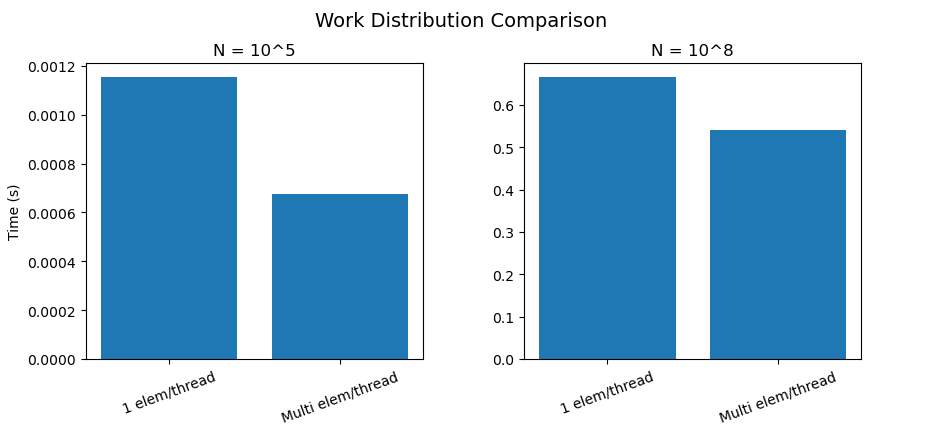 Work Distribution Comparison
N = 10^5
Time (s)
0.0012
0.0010
0.0008
0.0006
0.0004
0.0002
0.0000
1 elem/thread
Multi elem/thread
N = 10^8
0.6
0.5
0.4
0.3
0.2
0.1
0.0
1 elem/thread
Multi elem/thread